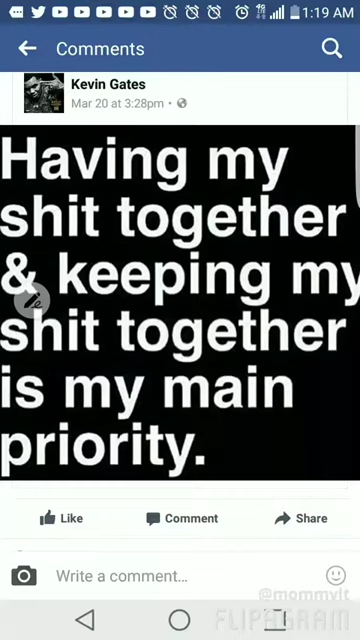 1:19 AM
Comments
Kevin Gates
Mar 20 at 3:28pm
Having my
shit together
& keeping my
shit together
is my main
priority.
Like Comment Share
Write a comment...
@mommylt
FLIPAGRAM